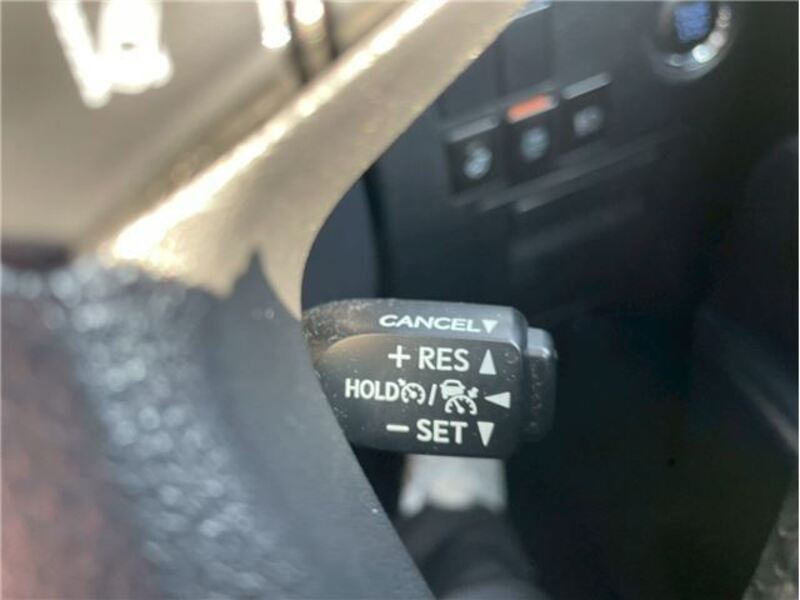 CANCEL▼
+ RES ▲
HOLD / ◀
− SET ▼